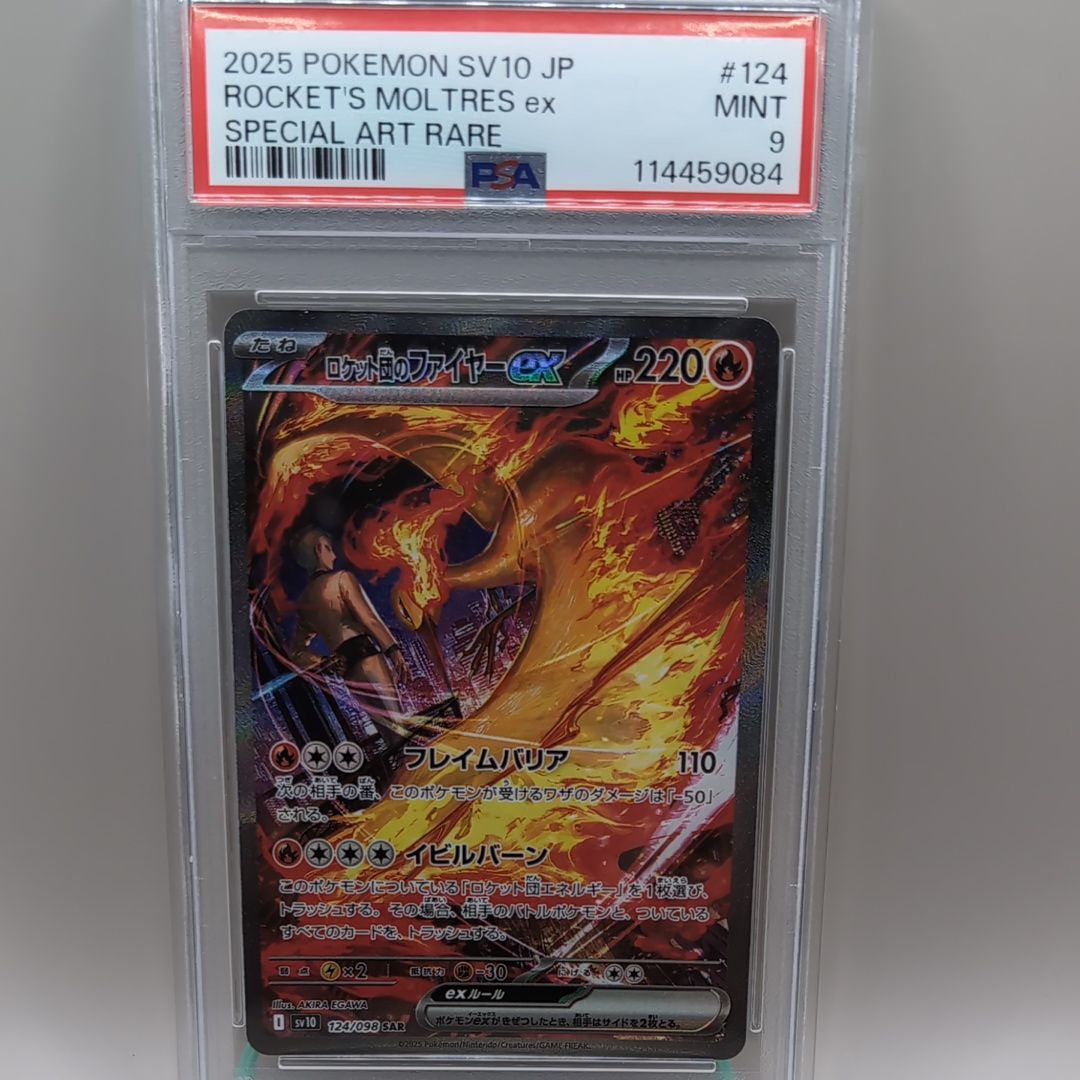 2025 POKEMON SV10 JP #124
ROCKET'S MOLTRES ex MINT
SPECIAL ART RARE 9
PSA 114459084
たね ロケット団のファイヤーex HP 220
フレイムバリア 110
次の相手の番、このポケモンが受けるワザのダメージは「-50」
される。
イビルバーン
このポケモンについている「ロケット団エネルギー」を1枚選び、
トラッシュする。その場合、相手のバトルポケモンと、ついている
すべてのカードを、トラッシュする。
弱点 ×2 抵抗力 -30 にげる
exルール
ポケモンexがきぜつしたとき、相手はサイドを2枚とる。
Illus. AKIRA EGAWA
I sv10 124/098 SAR
©2025 Pokémon/Nintendo/Creatures/GAME FREAK.